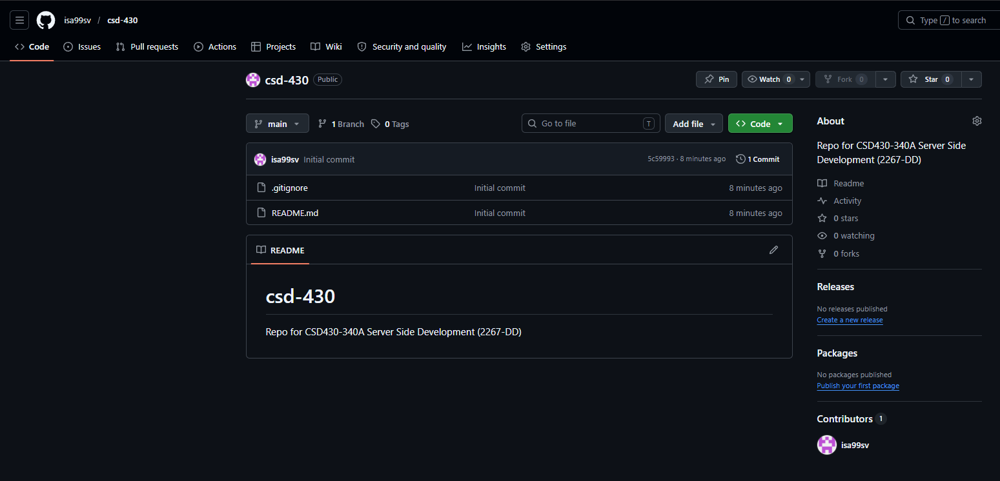 isa99sv / csd-430
Type / to search
Code Issues Pull requests Actions Projects Wiki Security and quality Insights Settings
csd-430 Public
Pin Watch 0 Fork 0 Star 0
main 1 Branch 0 Tags
Go to file T Add file Code
isa99sv Initial commit 5c59993 · 8 minutes ago 1 Commit
.gitignore Initial commit 8 minutes ago
README.md Initial commit 8 minutes ago
README
csd-430
Repo for CSD430-340A Server Side Development (2267-DD)
About
Repo for CSD430-340A Server Side
Development (2267-DD)
Readme
Activity
0 stars
0 watching
0 forks
Releases
No releases published
Create a new release
Packages
No packages published
Publish your first package
Contributors 1
isa99sv